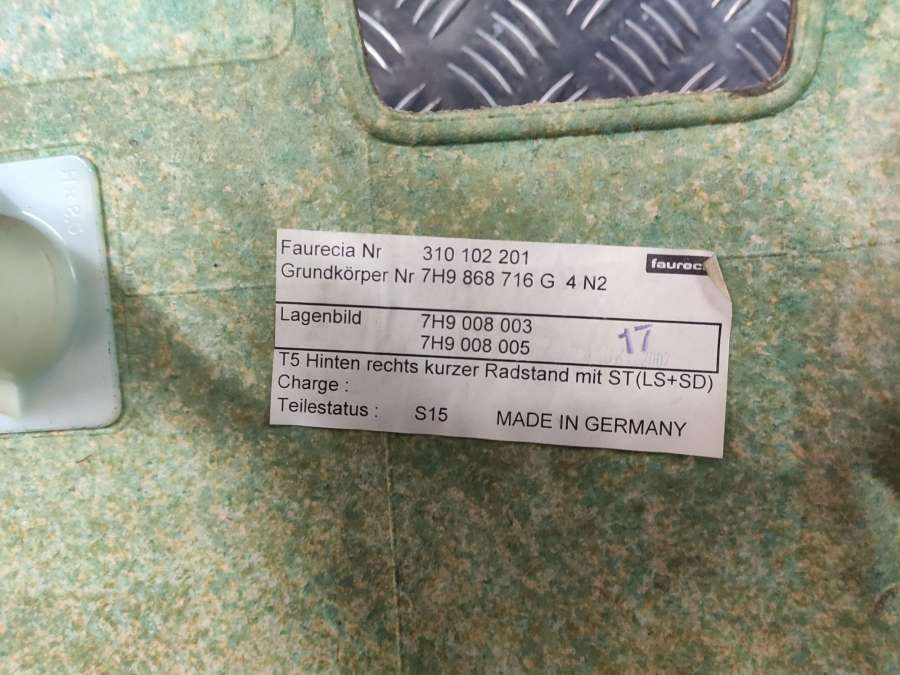 Faurecia Nr 310 102 201
faurec
Grundkörper Nr 7H9 868 716 G 4 N2
Lagenbild 7H9 008 003
7H9 008 005
17
T5 Hinten rechts kurzer Radstand mit ST(LS+SD)
Charge :
Teilestatus : S15 MADE IN GERMANY